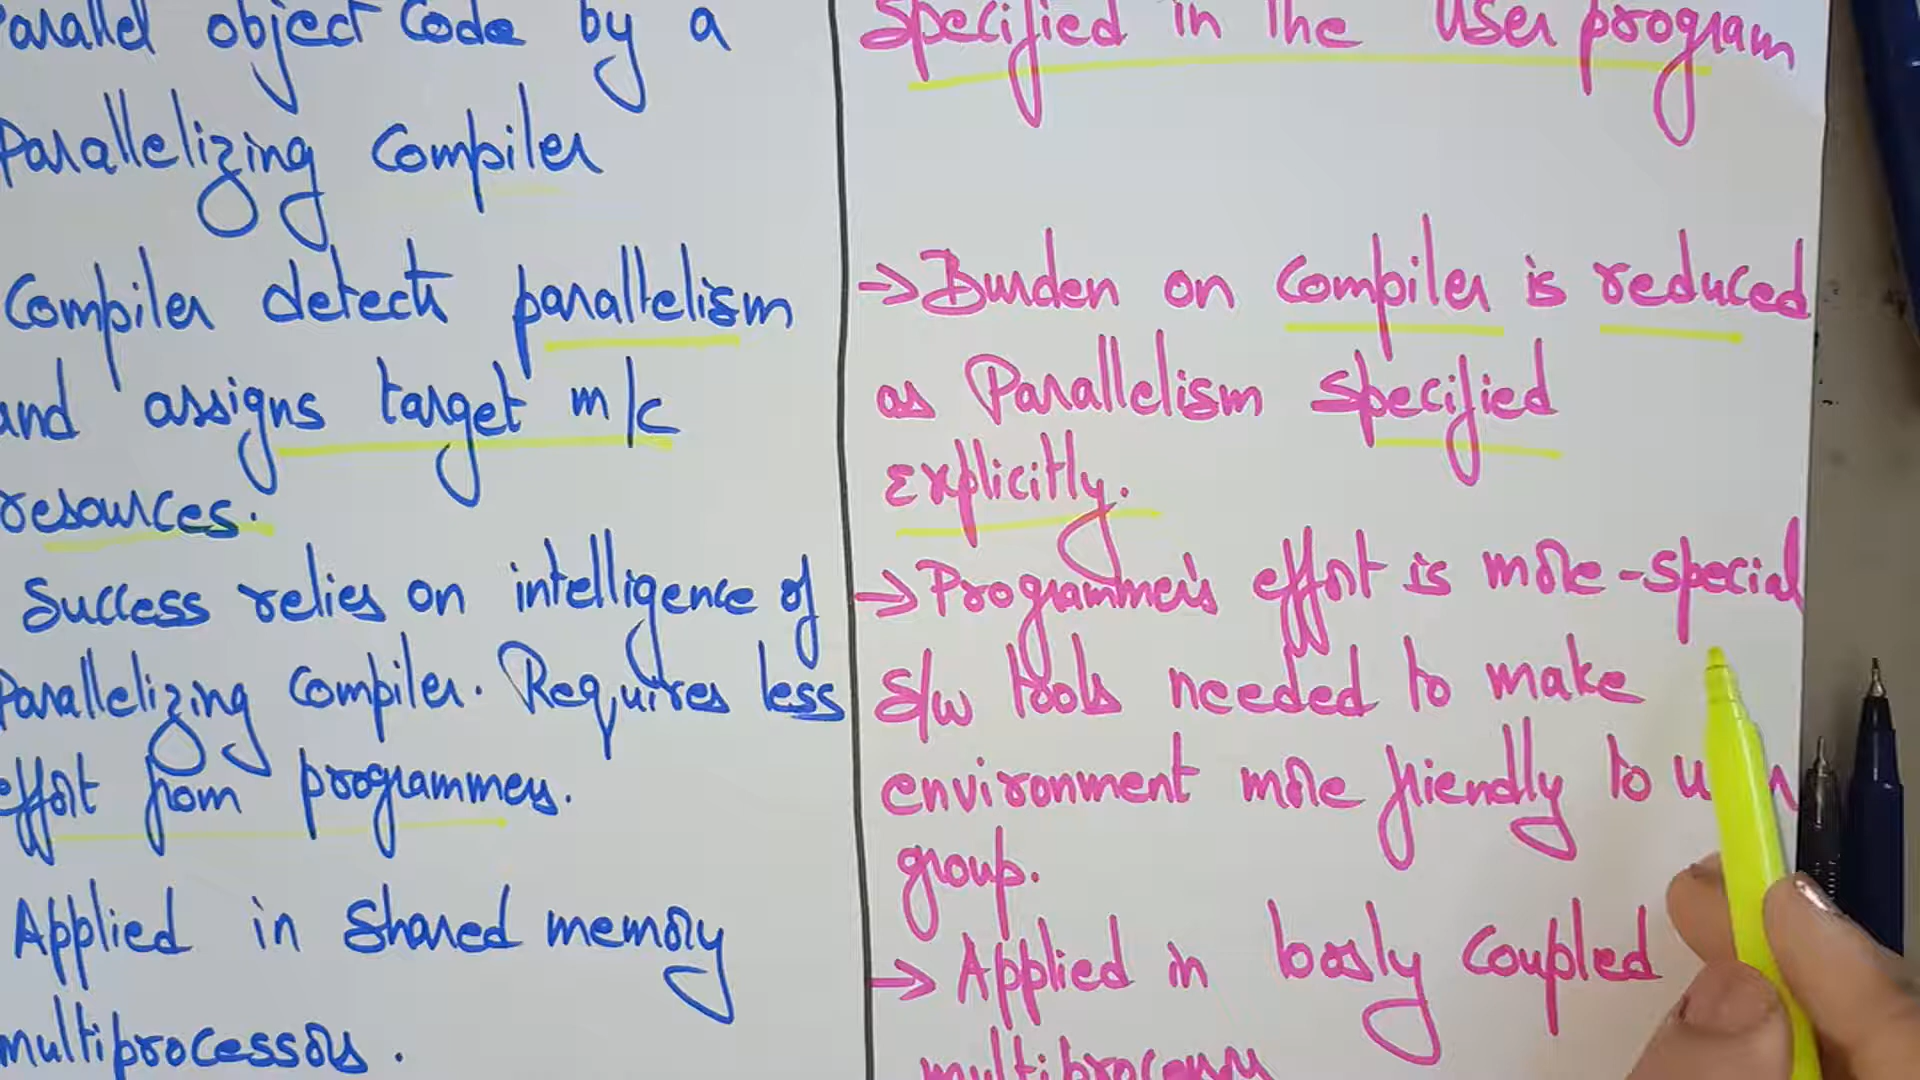 Parallel object Code by a
Parallelizing Compiler
Compiler detects parallelism
and assigns target m/c
resources.
Success relies on intelligence of
Parallelizing Compiler. Requires less
effort from programmers.
Applied in Shared memory
multiprocessors.
Specified in the User program
→ Burden on Compiler is reduced
as Parallelism Specified
Explicitly.
→ Programmer's effort is more - special
S/w tools needed to make
environment more friendly to
group.
→ Applied in loosly Coupled